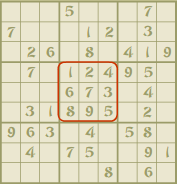 5 7
7 1 2 3
2 6 8 4 1 9
7 1 2 4 9 5
6 7 3 4
3 1 8 9 5 2
9 6 3 4 5 8
4 7 5 9 1
8 6